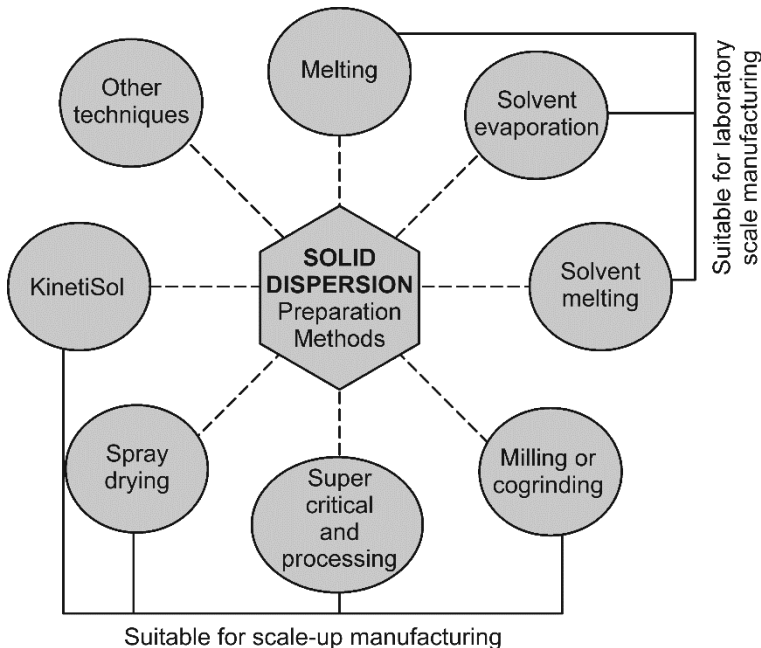 Melting
Other
techniques
Solvent
evaporation
Suitable for laboratory
scale manufacturing
KinetiSol
SOLID
DISPERSION
Preparation
Methods
Solvent
melting
Spray
drying
Super
critical
and
processing
Milling or
cogrinding
Suitable for scale-up manufacturing